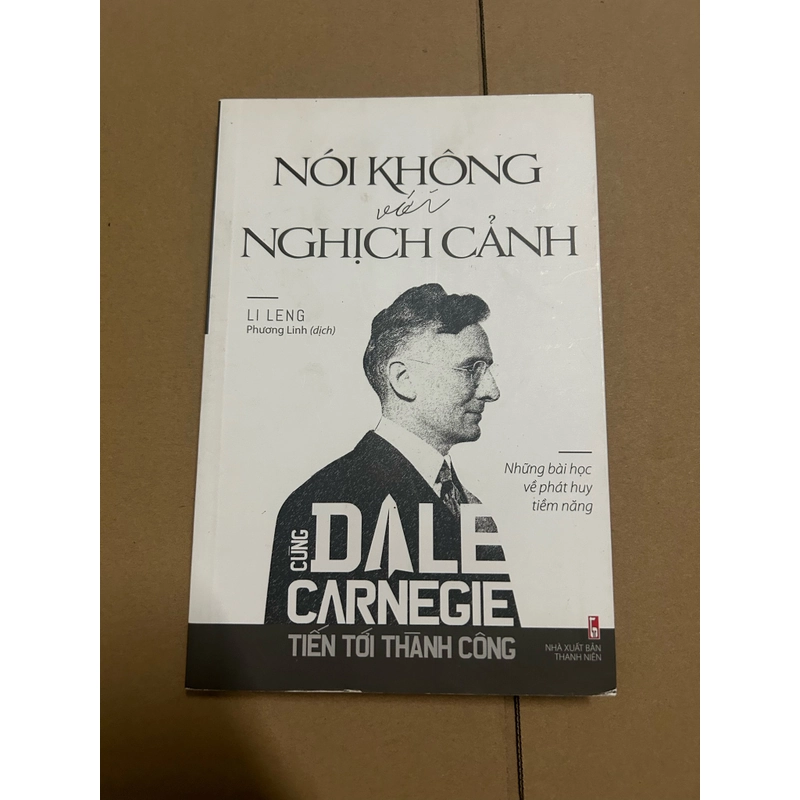 NÓI KHÔNG
với
NGHỊCH CẢNH
LI LENG
Phương Linh (dịch)
Những bài học
về phát huy
tiềm năng
CÙNG DALE
CARNEGIE
TIẾN TỚI THÀNH CÔNG
NHÀ XUẤT BẢN
THANH NIÊN